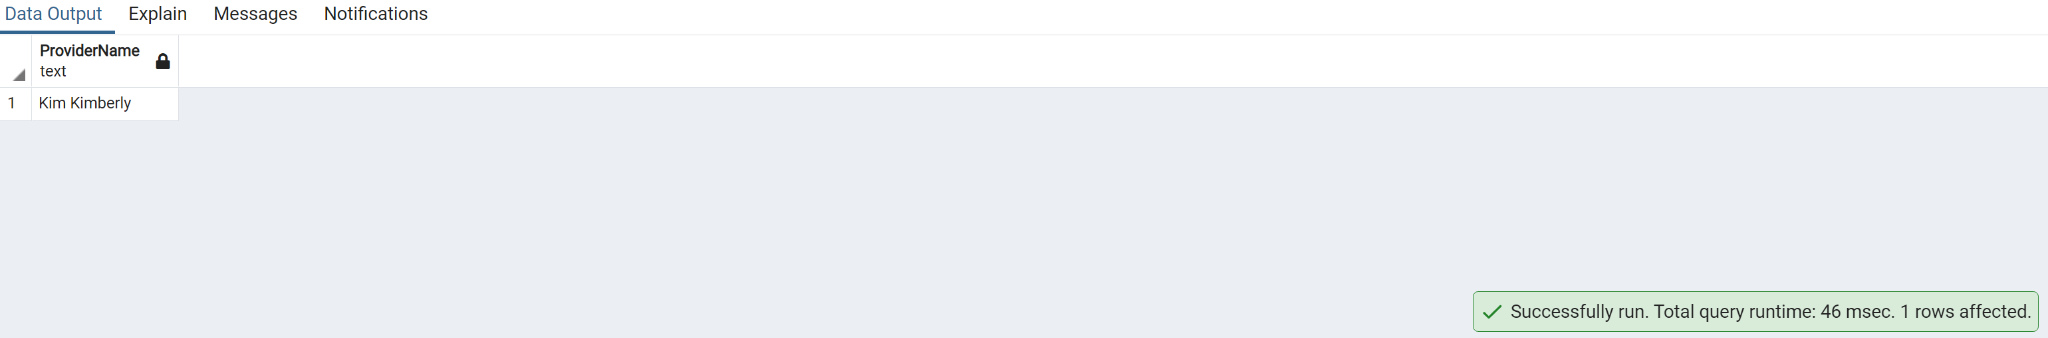 Data Output Explain Messages Notifications
ProviderName
text
1 Kim Kimberly
Successfully run. Total query runtime: 46 msec. 1 rows affected.